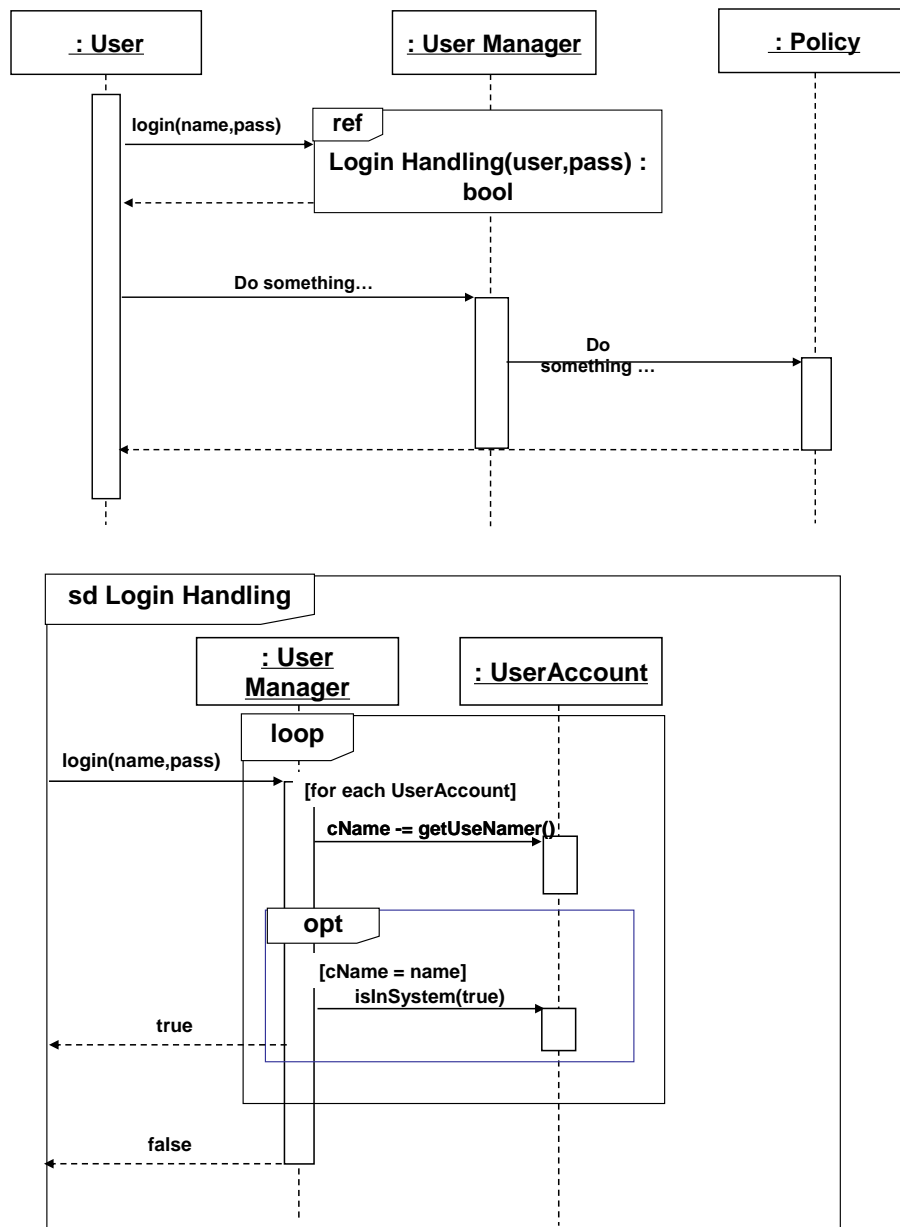 : User
: User Manager
: Policy
login(name,pass)
ref
Login Handling(user,pass) :
bool
Do something…
Do
something …
sd Login Handling
: User
Manager
: UserAccount
loop
login(name,pass)
[for each UserAccount]
cName -= getUseNamer()
opt
[cName = name]
isInSystem(true)
true
false